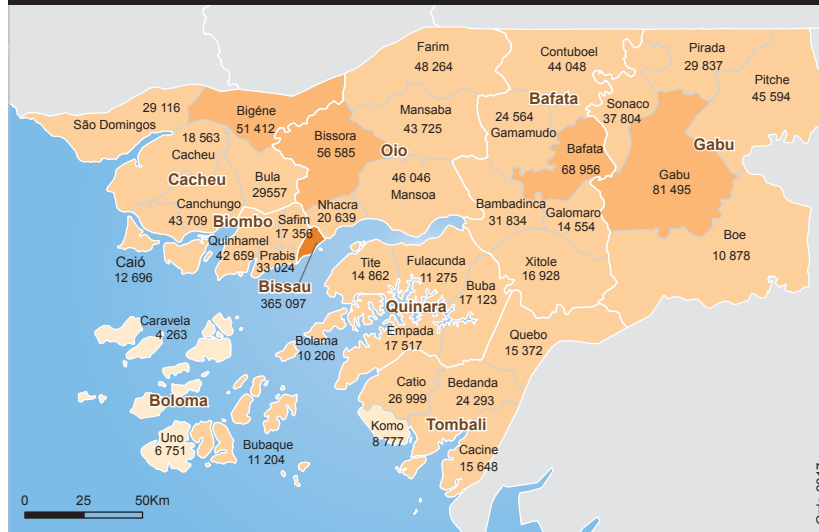 Farim
48 264
Contuboel
44 048
Pirada
29 837
Pitche
45 594
29 116
São Domingos
Bigéne
51 412
Mansaba
43 725
Bafata
24 564
Gamamudo
Sonaco
37 804
18 563
Cacheu
Bissora
56 585
Oio
Bafata
68 956
Gabu
Gabu
81 495
Cacheu
Bula
29557
46 046
Mansoa
Canchungo
43 709
Biombo
Safim
17 356
Nhacra
20 639
Bambadinca
31 834
Galomaro
14 554
Boe
10 878
Quinhamel
42 659
Prabis
33 024
Caió
12 696
Bissau
365 097
Tite
14 862
Fulacunda
11 275
Xitole
16 928
Buba
17 123
Quinara
Caravela
4 263
Bolama
10 206
Empada
17 517
Quebo
15 372
Boloma
Catio
26 999
Bedanda
24 293
Komo
8 777
Tombali
Uno
6 751
Bubaque
11 204
Cacine
15 648
0 25 50Km